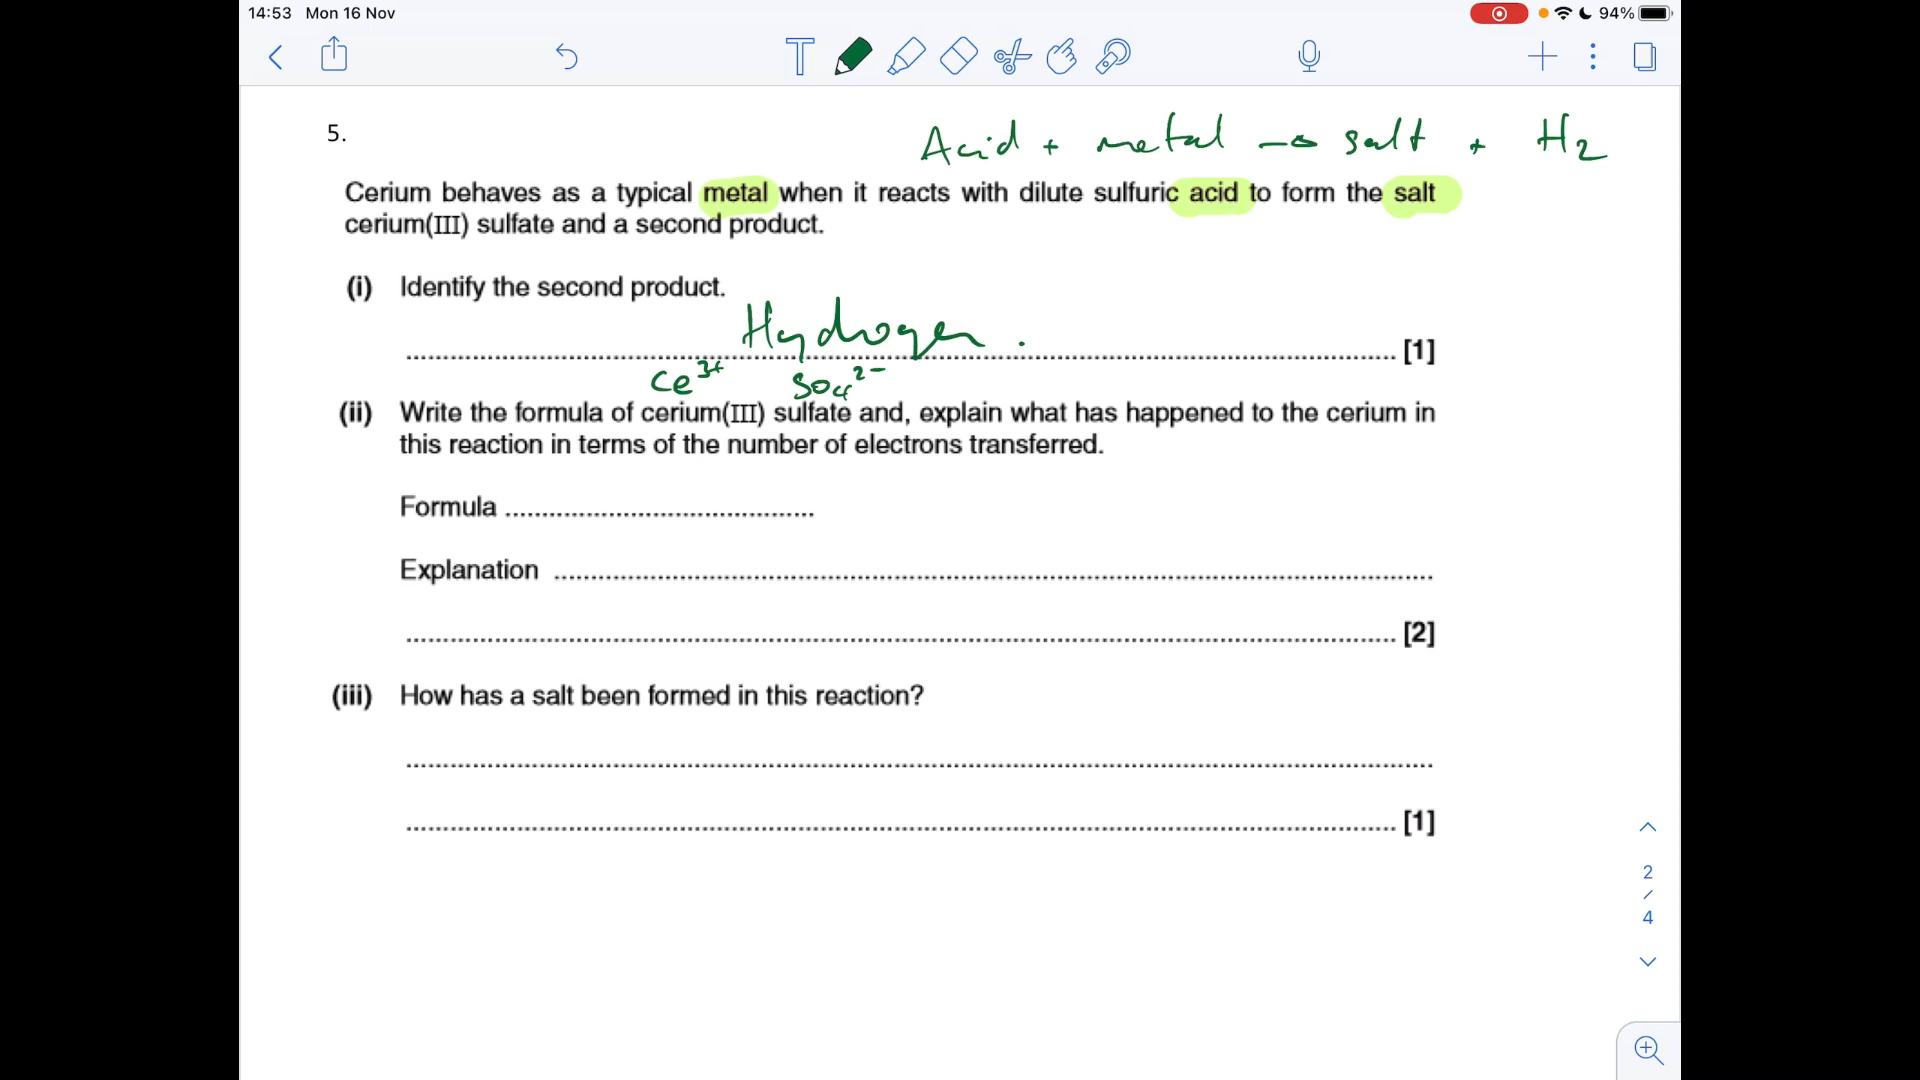 14:53 Mon 16 Nov
94%
T
5.
Acid + metal → salt + H2
Cerium behaves as a typical metal when it reacts with dilute sulfuric acid to form the salt
cerium(III) sulfate and a second product.
(i) Identify the second product.
Hydrogen.
[1]
Ce³⁺ SO₄²⁻
(ii) Write the formula of cerium(III) sulfate and, explain what has happened to the cerium in
this reaction in terms of the number of electrons transferred.
Formula ..........................................
Explanation ..........................................
.......................................... [2]
(iii) How has a salt been formed in this reaction?
..........................................
.......................................... [1]
2
/
4